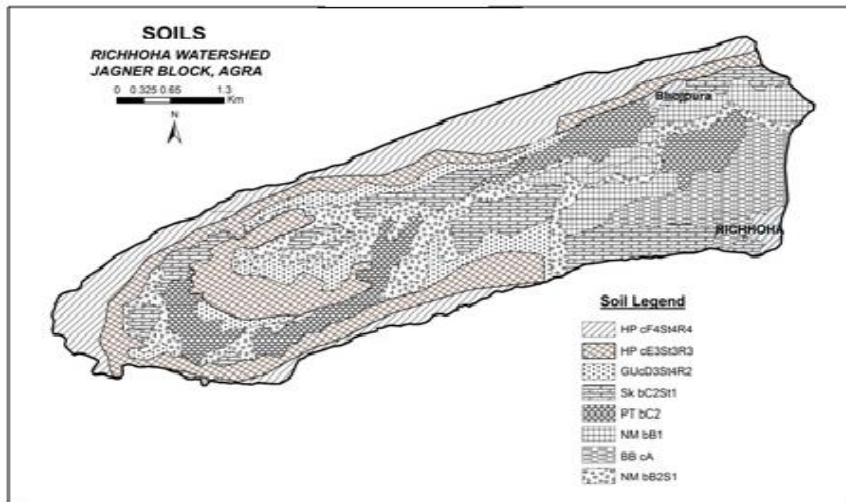 SOILS
RICHHOHA WATERSHED
JAGNER BLOCK, AGRA
0 0.325 0.65 1.3
Km
N
Bhojpura
RICHHOHA
Soil Legend
HP cF4St4R4
HP cE3St3R3
GUcD3St4R2
Sk bC2St1
PT bC2
NM bB1
BB cA
NM bB2S1